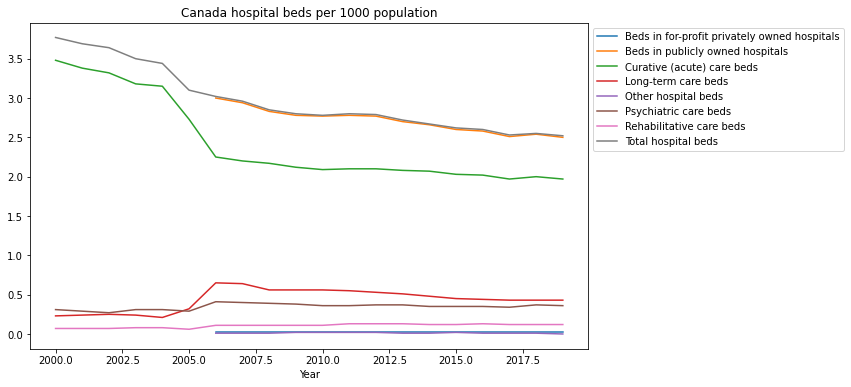 Canada hospital beds per 1000 population
Beds in for-profit privately owned hospitals
Beds in publicly owned hospitals
Curative (acute) care beds
Long-term care beds
Other hospital beds
Psychiatric care beds
Rehabilitative care beds
Total hospital beds
3.5
3.0
2.5
2.0
1.5
1.0
0.5
0.0
2000.0 2002.5 2005.0 2007.5 2010.0 2012.5 2015.0 2017.5
Year